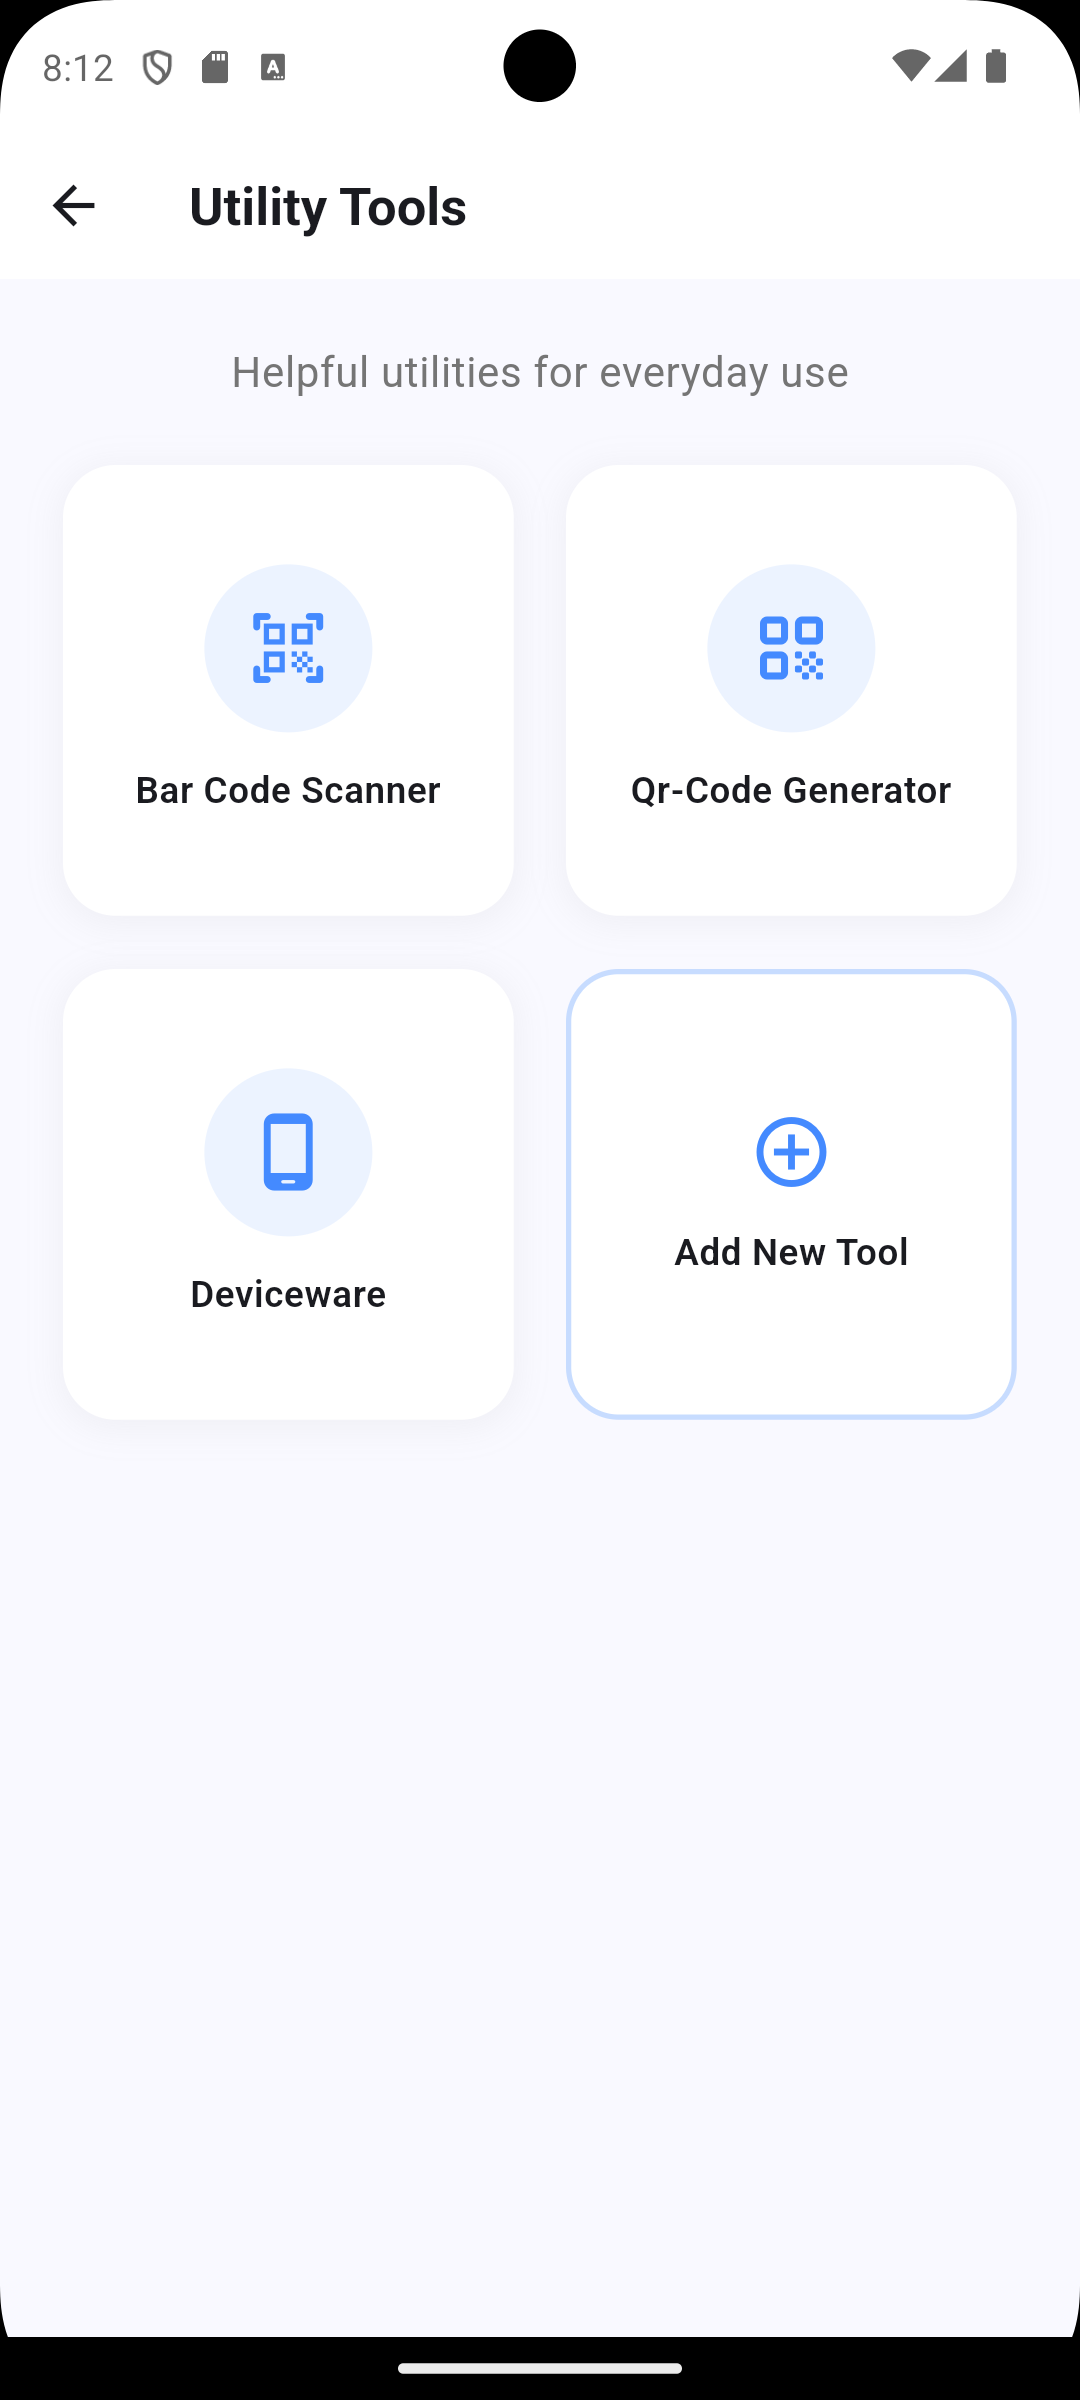 8:12
Utility Tools
Helpful utilities for everyday use
Bar Code Scanner
Qr-Code Generator
Deviceware
Add New Tool